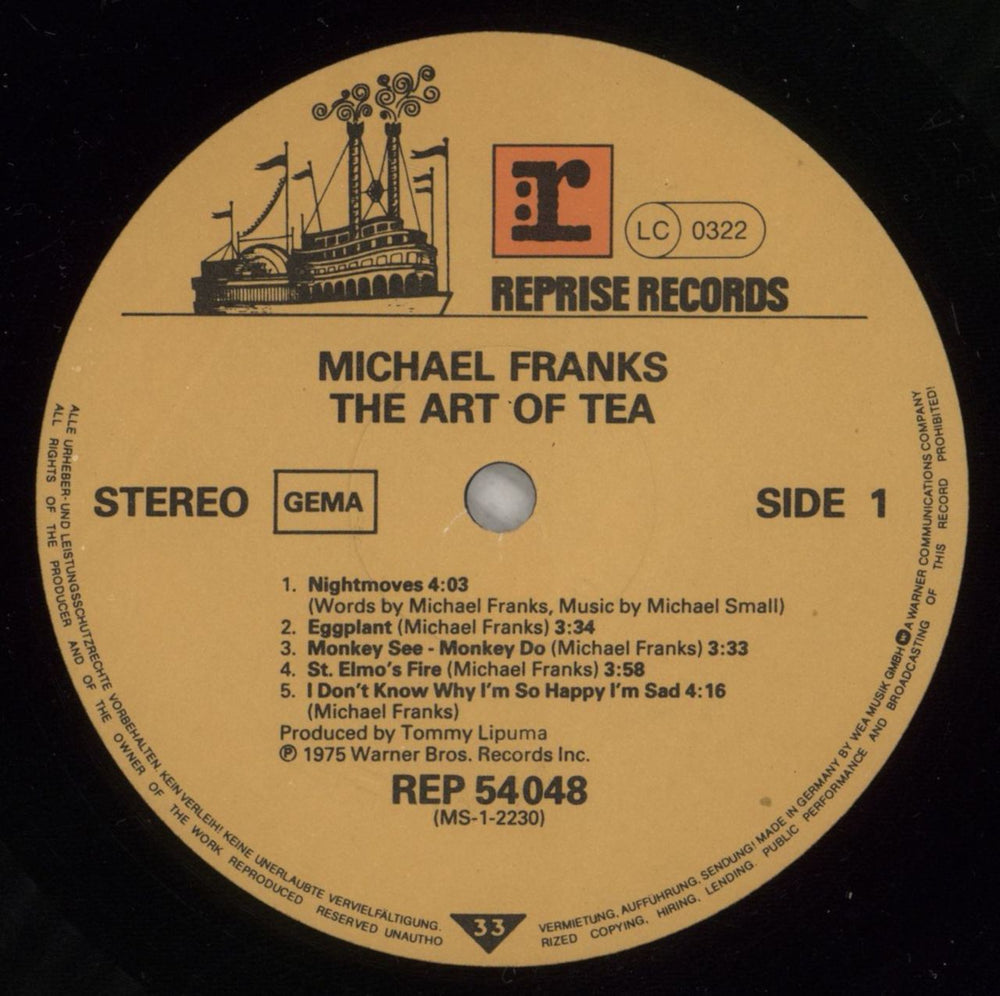 r
LC 0322
REPRISE RECORDS
MICHAEL FRANKS
THE ART OF TEA
STEREO GEMA SIDE 1
1. Nightmoves 4:03
(Words by Michael Franks, Music by Michael Small)
2. Eggplant (Michael Franks) 3:34
3. Monkey See - Monkey Do (Michael Franks) 3:33
4. St. Elmo's Fire (Michael Franks) 3:58
5. I Don't Know Why I'm So Happy I'm Sad 4:16
(Michael Franks)
Produced by Tommy Lipuma
℗ 1975 Warner Bros. Records Inc.
REP 54 048
(MS-1-2230)
33
ALLE URHEBER- UND LEISTUNGSSCHUTZRECHTE VORBEHALTEN. KEIN VERLEIH! KEINE UNERLAUBTE VERVIELFÄLTIGUNG.
VERMIETUNG, AUFFÜHRUNG, SENDUNG! MADE IN GERMANY BY WEA MUSIK GMBH A WARNER COMMUNICATIONS COMPANY
ALL RIGHTS OF THE PRODUCER AND OF THE OWNER OF THE WORK REPRODUCED RESERVED UNAUTHO
RIZED COPYING, HIRING, LENDING, PUBLIC PERFORMANCE AND BROADCASTING OF THIS RECORD PROHIBITED!